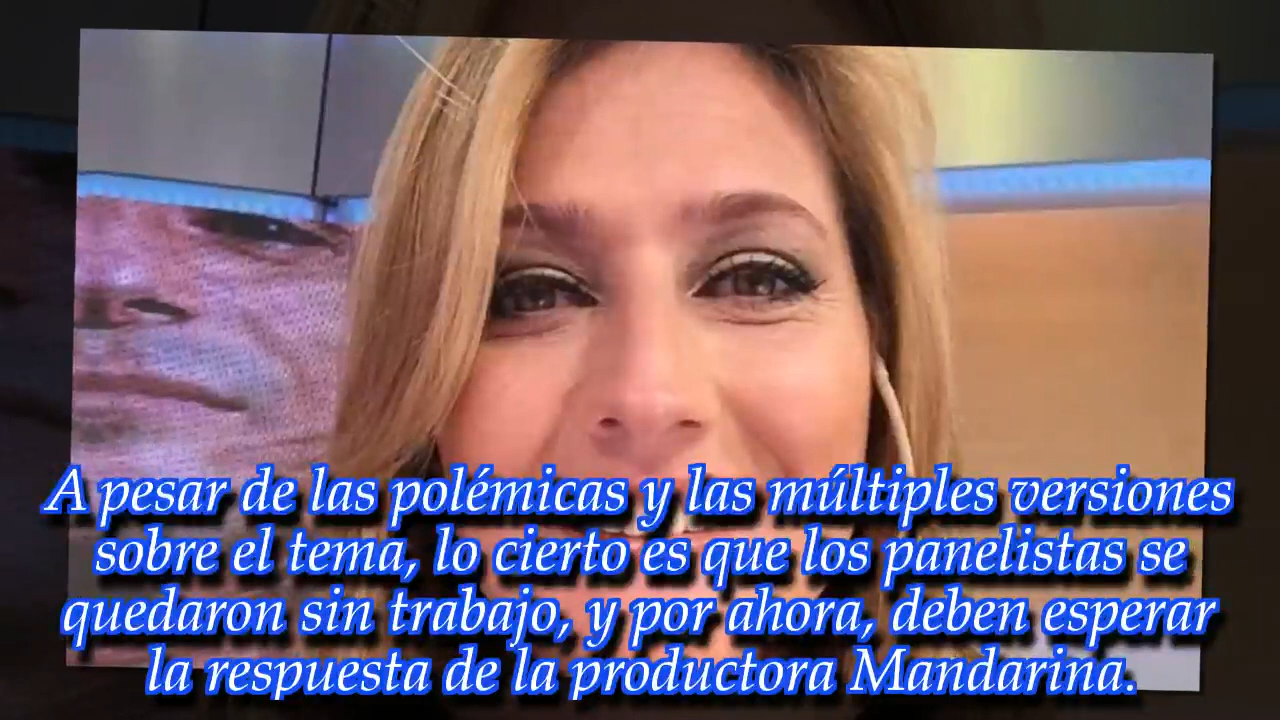 A pesar de las polémicas y las múltiples versiones
sobre el tema, lo cierto es que los panelistas se
quedaron sin trabajo, y por ahora, deben esperar
la respuesta de la productora Mandarina.